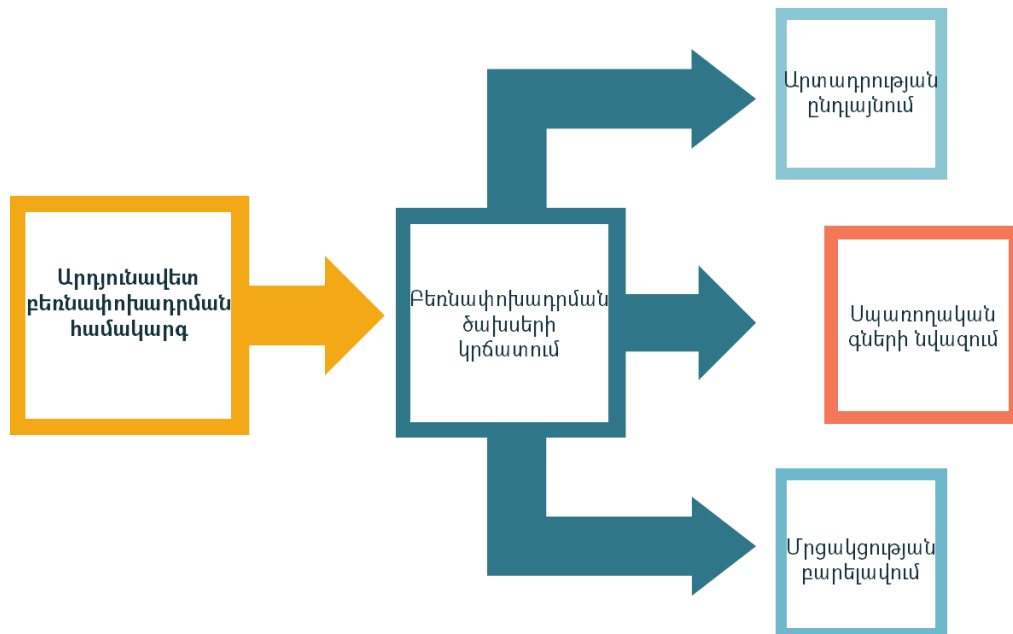 Արդյունավետ
բեռնափոխադրման
համակարգ
Բեռնափոխադրման
ծախսերի
կրճատում
Արտադրության
ընդլայնում
Սպառողական
գների նվազում
Մրցակցության
բարելավում